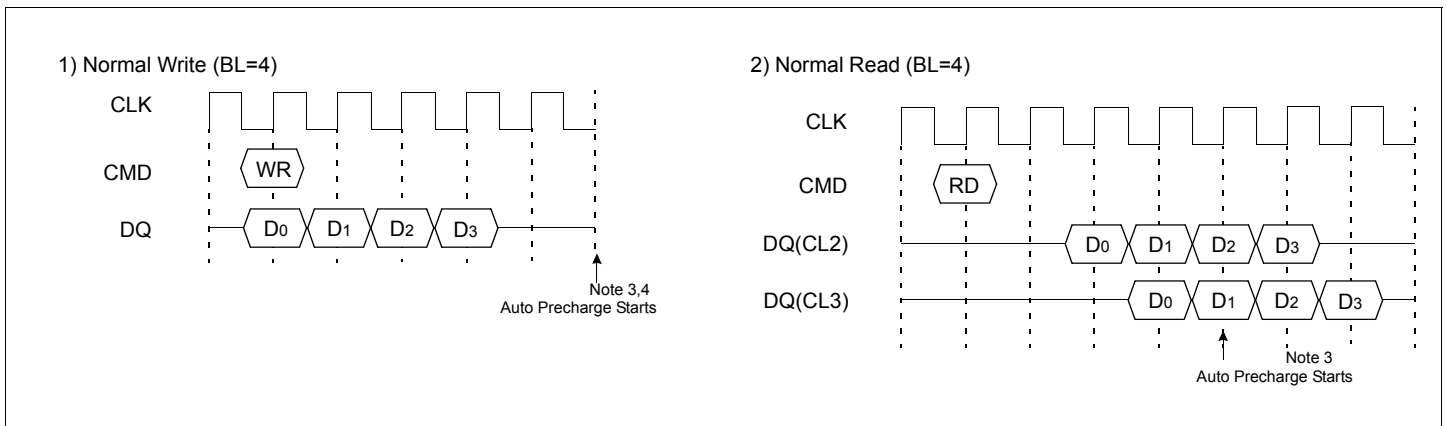 1) Normal Write (BL=4)
CLK
CMD
WR
DQ
D0 D1 D2 D3
Note 3,4
Auto Precharge Starts
2) Normal Read (BL=4)
CLK
CMD
RD
DQ(CL2)
D0 D1 D2 D3
DQ(CL3)
D0 D1 D2 D3
Note 3
Auto Precharge Starts